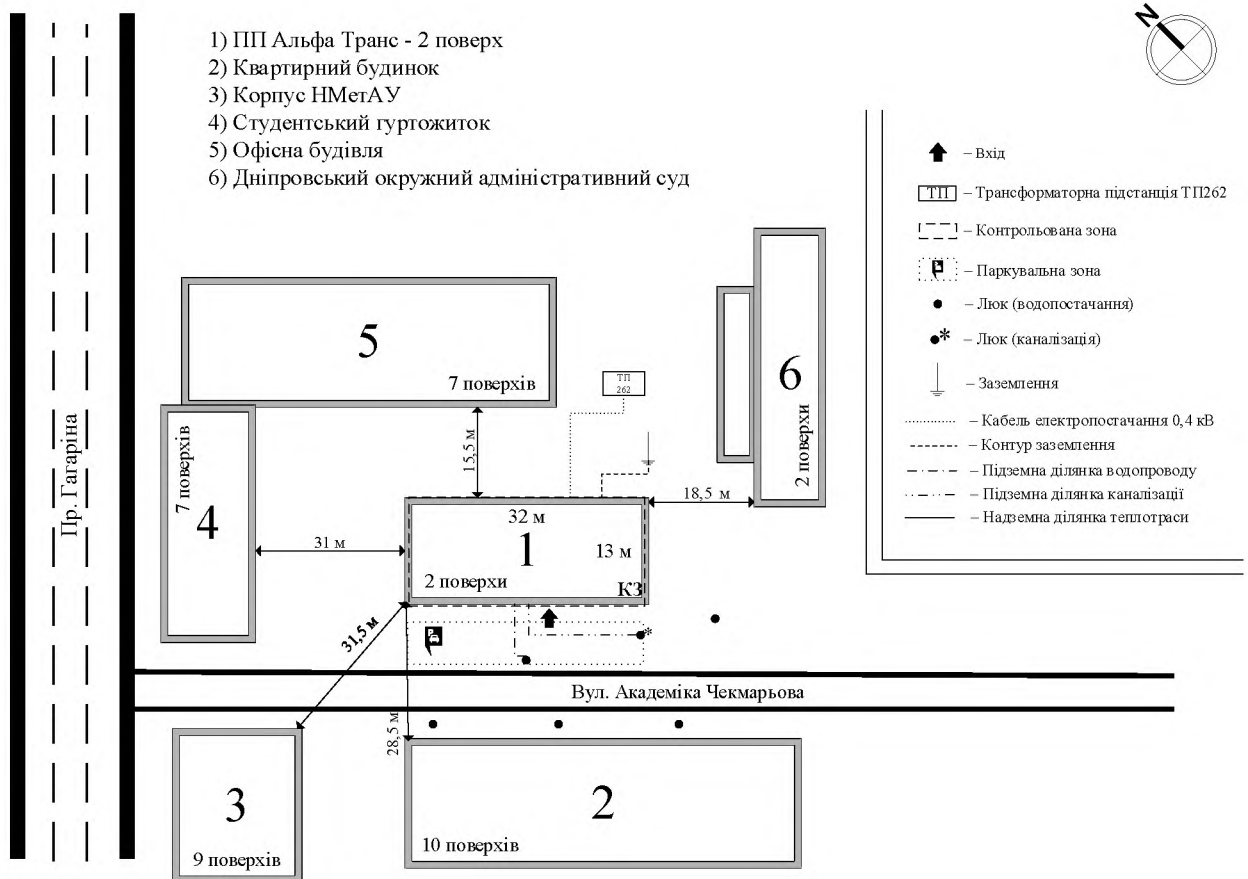 N
1) ПП Альфа Транс - 2 поверх
2) Квартирний будинок
3) Корпус НМетАУ
4) Студентський гуртожиток
5) Офісна будівля
6) Дніпровський окружний адміністративний суд
– Вхід
ТП – Трансформаторна підстанція ТП262
– Контрольована зона
– Паркувальна зона
– Люк (водопостачання)
* – Люк (каналізація)
– Заземлення
– Кабель електропостачання 0,4 кВ
– Контур заземлення
– Підземна ділянка водопроводу
– Підземна ділянка каналізації
– Надземна ділянка теплотраси
Пр. Гагаріна
5
7 поверхів
ТП
262
6
2 поверхи
7 поверхів
4
15,5 м
18,5 м
31 м
32 м
1
13 м
2 поверхи
КЗ
31,5 м
*
Вул. Академіка Чекмарьова
28,5 м
3
9 поверхів
2
10 поверхів